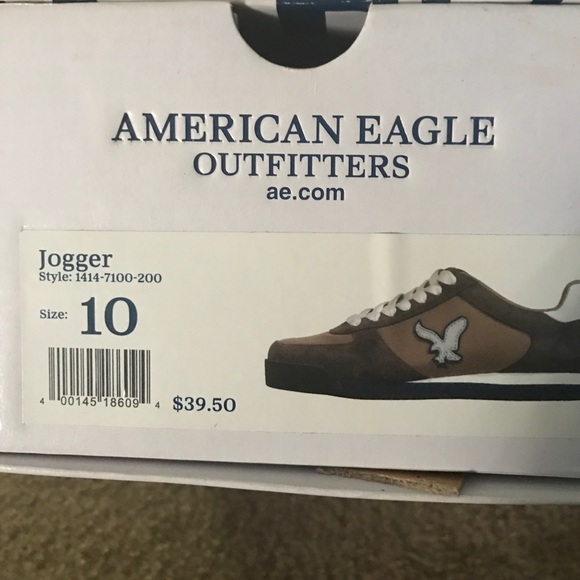 AMERICAN EAGLE
OUTFITTERS
ae.com
Jogger
Style: 1414-7100-200
Size: 10
4 00145 18609 4 $39.50